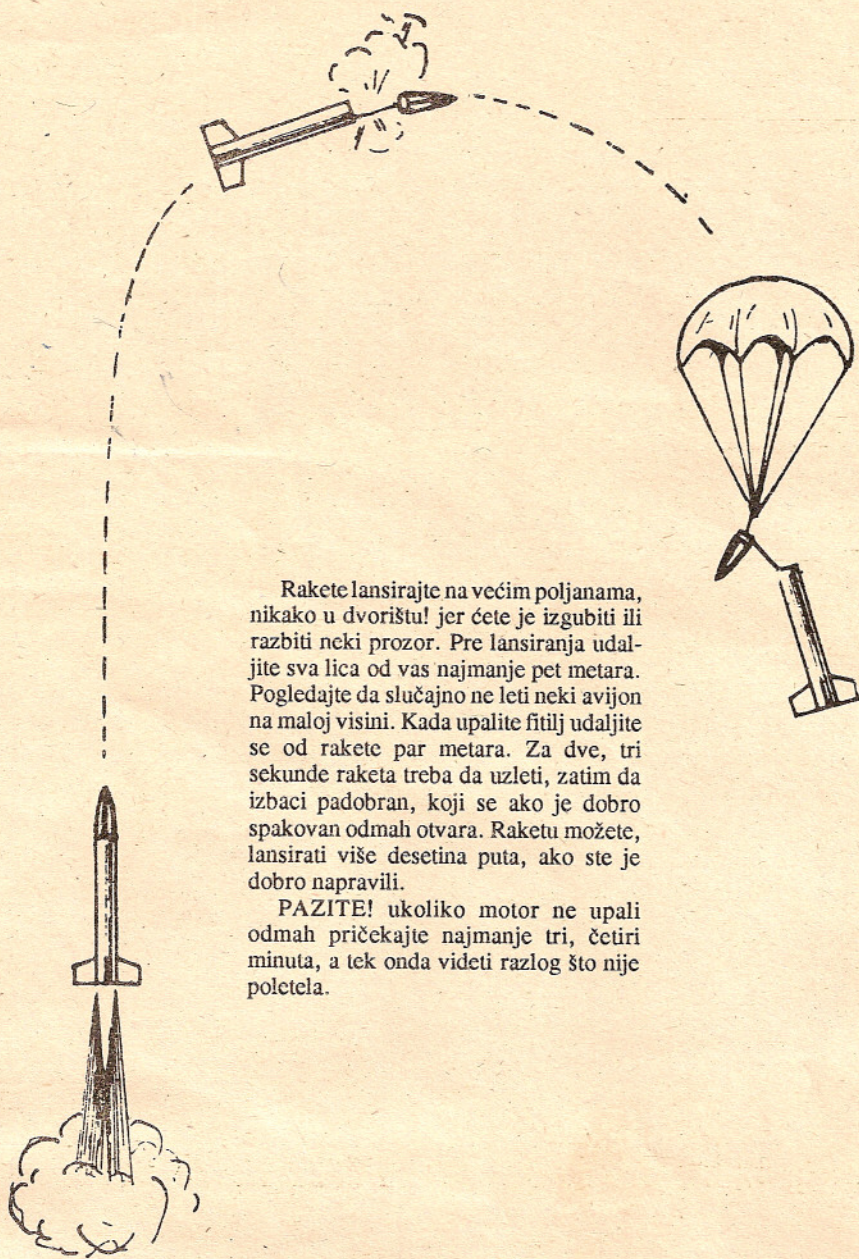 Rakete lansirajte na većim poljanama,
nikako u dvorištu! jer ćete je izgubiti ili
razbiti neki prozor. Pre lansiranja udal-
jite sva lica od vas najmanje pet metara.
Pogledajte da slučajno ne leti neki avijon
na maloj visini. Kada upalite fitilj udaljite
se od rakete par metara. Za dve, tri
sekunde raketa treba da uzleti, zatim da
izbaci padobran, koji se ako je dobro
spakovan odmah otvara. Raketu možete,
lansirati više desetina puta, ako ste je
dobro napravili.
PAZITE! ukoliko motor ne upali
odmah pričekajte najmanje tri, četiri
minuta, a tek onda videti razlog što nije
poletela.